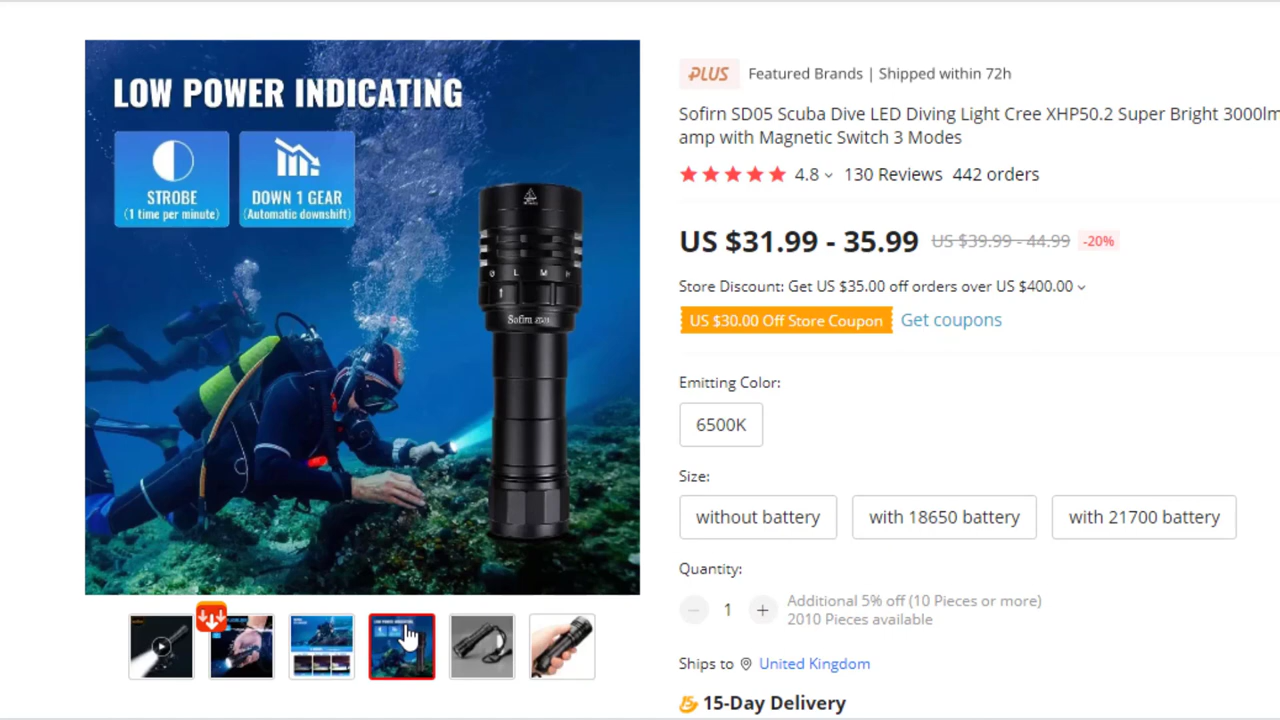 LOW POWER INDICATING
STROBE
(1 time per minute)
DOWN 1 GEAR
(Automatic downshift)
L M H
Sofirn SD05
PLUS Featured Brands | Shipped within 72h
Sofirn SD05 Scuba Dive LED Diving Light Cree XHP50.2 Super Bright 3000lm
amp with Magnetic Switch 3 Modes
4.8 130 Reviews 442 orders
US $31.99 - 35.99 US $39.99 - 44.99 -20%
Store Discount: Get US $35.00 off orders over US $400.00
US $30.00 Off Store Coupon Get coupons
Emitting Color:
6500K
Size:
without battery with 18650 battery with 21700 battery
Quantity:
− 1 + Additional 5% off (10 Pieces or more)
2010 Pieces available
Ships to United Kingdom
15-Day Delivery